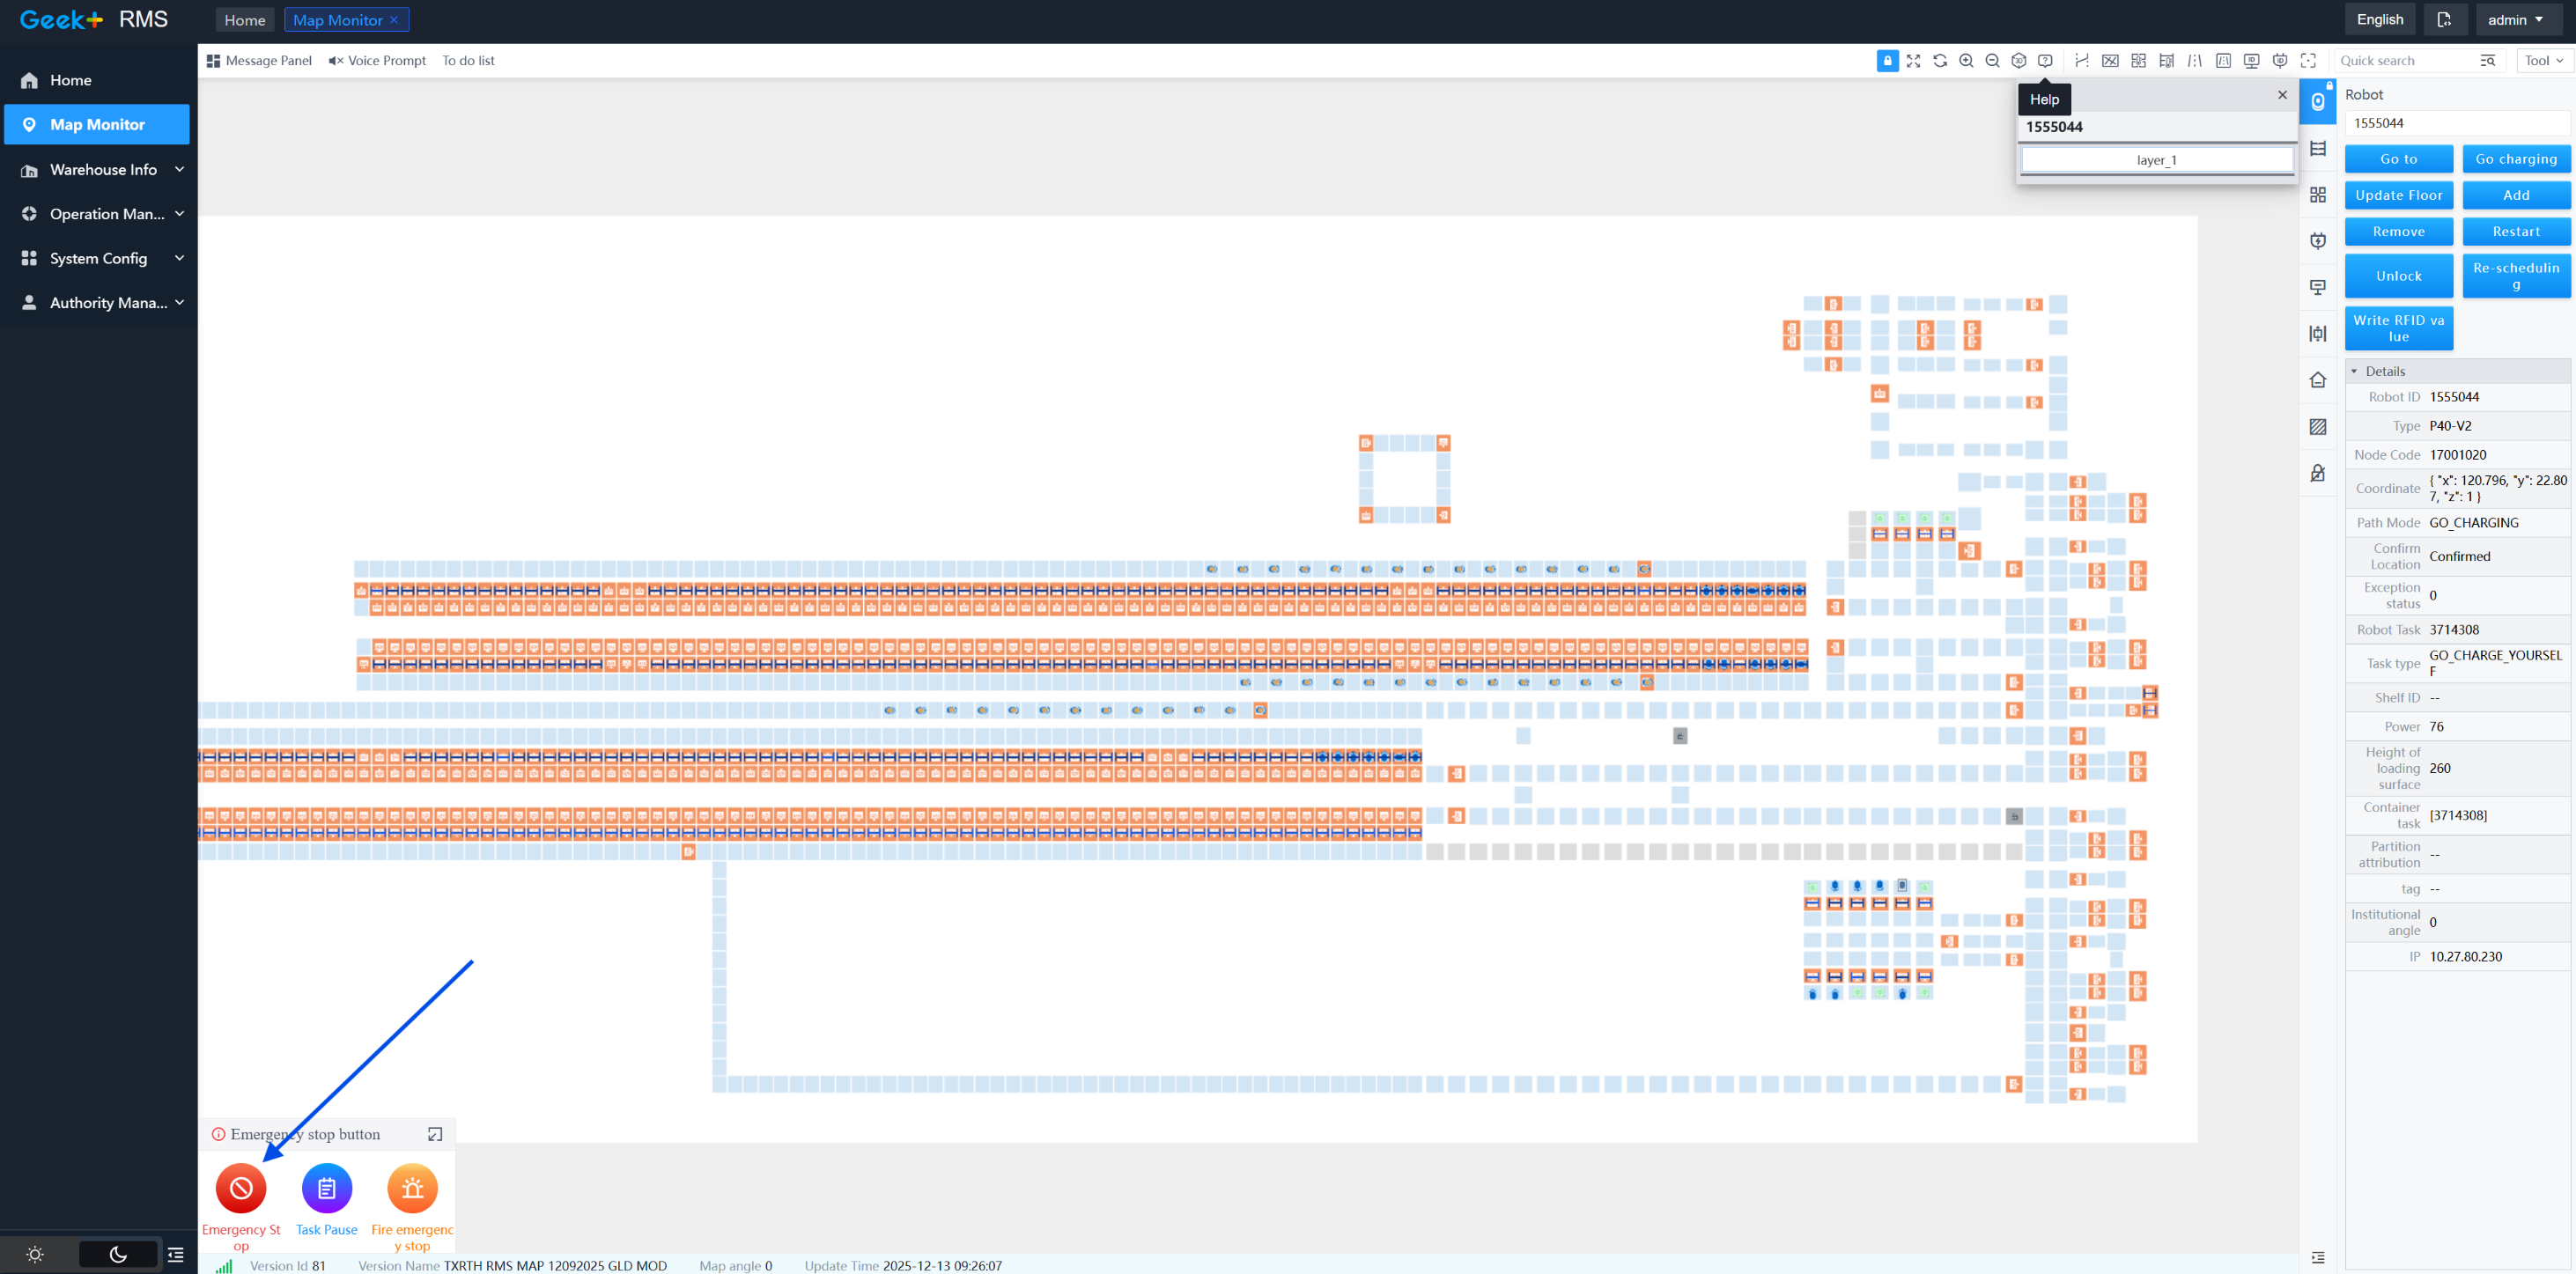 Geek+ RMS
Home
Map Monitor ×
English
admin
Home
Map Monitor
Warehouse Info
Operation Man...
System Config
Authority Mana...
Message Panel
Voice Prompt
To do list
Quick search
Tool
Help
1555044
layer_1
Robot
1555044
Go to
Go charging
Update Floor
Add
Remove
Restart
Unlock
Re-schedulin
g
Write RFID va
lue
Details
Robot ID 1555044
Type P40-V2
Node Code 17001020
Coordinate { "x": 120.796, "y": 22.80
7, "z": 1 }
Path Mode GO_CHARGING
Confirm
Location Confirmed
Exception
status 0
Robot Task 3714308
Task type GO_CHARGE_YOURSEL
F
Shelf ID --
Power 76
Height of
loading
surface 260
Container
task [3714308]
Partition
attribution --
tag --
Institutional
angle 0
IP 10.27.80.230
Emergency stop button
Emergency St
op
Task Pause
Fire emergenc
y stop
Version Id 81
Version Name TXRTH RMS MAP 12092025 GLD MOD
Map angle 0
Update Time 2025-12-13 09:26:07